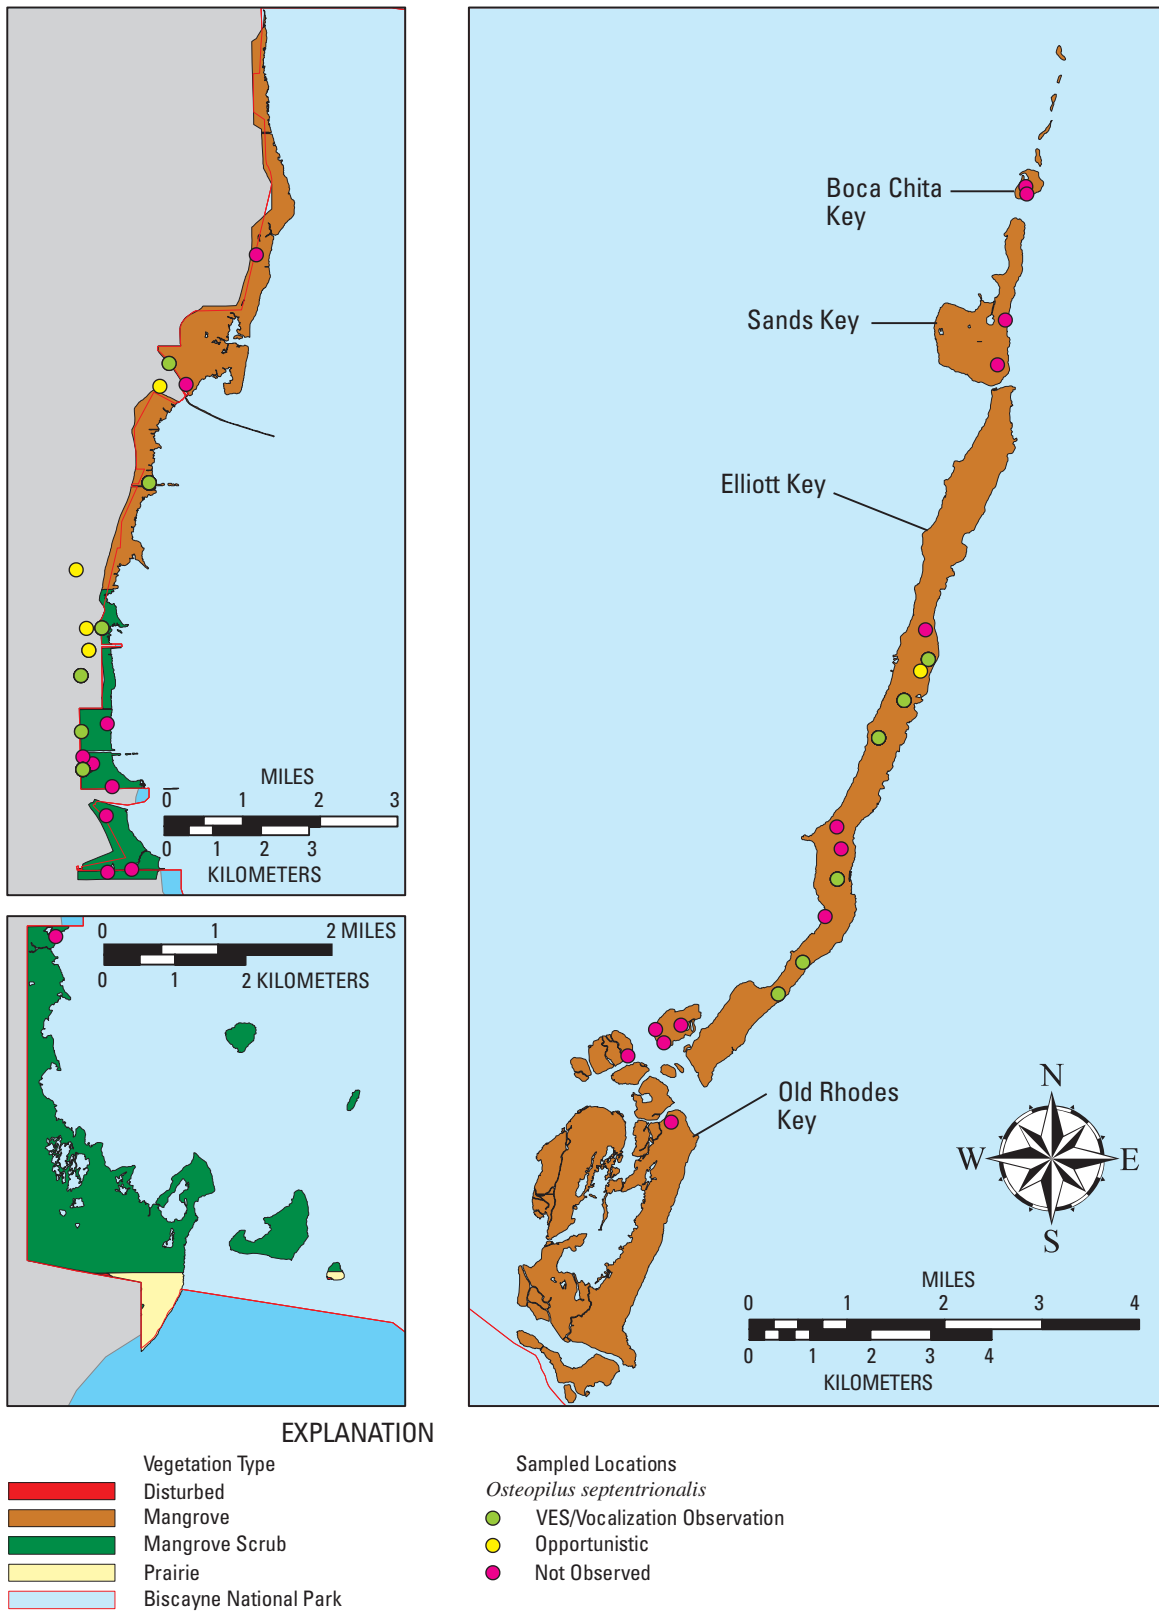 MILES
0 1 2 3
0 1 2 3
KILOMETERS
0 1 2 MILES
0 1 2 KILOMETERS
Boca Chita
Key
Sands Key
Elliott Key
Old Rhodes
Key
N
W E
S
MILES
0 1 2 3 4
0 1 2 3 4
KILOMETERS
EXPLANATION
Vegetation Type
Disturbed
Mangrove
Mangrove Scrub
Prairie
Biscayne National Park
Sampled Locations
Osteopilus septentrionalis
VES/Vocalization Observation
Opportunistic
Not Observed